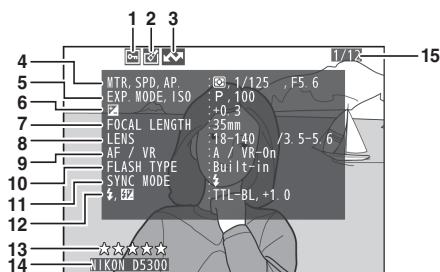 1 2 3
1/12 15
4 MTR, SPD, AP. : 1/125 , F5.6
5 EXP. MODE, ISO : P , 100
6 : +0.3
7 FOCAL LENGTH : 35mm
8 LENS : 18-140 /3.5-5.6
9 AF / VR : A / VR-On
10 FLASH TYPE : Built-in
11 SYNC MODE :
12 , : TTL-BL, +1.0
13
14 NIKON D5300